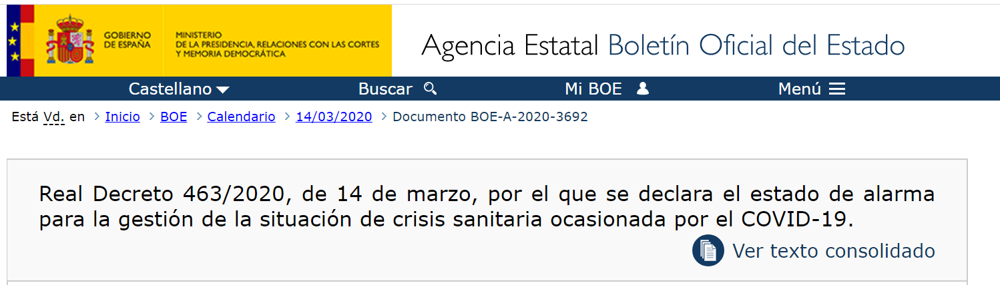 GOBIERNO
DE ESPAÑA
MINISTERIO
DE LA PRESIDENCIA, RELACIONES CON LAS CORTES
Y MEMORIA DEMOCRÁTICA
Agencia Estatal Boletín Oficial del Estado
Castellano Buscar Mi BOE Menú
Está Vd. en > Inicio > BOE > Calendario > 14/03/2020 > Documento BOE-A-2020-3692
Real Decreto 463/2020, de 14 de marzo, por el que se declara el estado de alarma
para la gestión de la situación de crisis sanitaria ocasionada por el COVID-19.
Ver texto consolidado